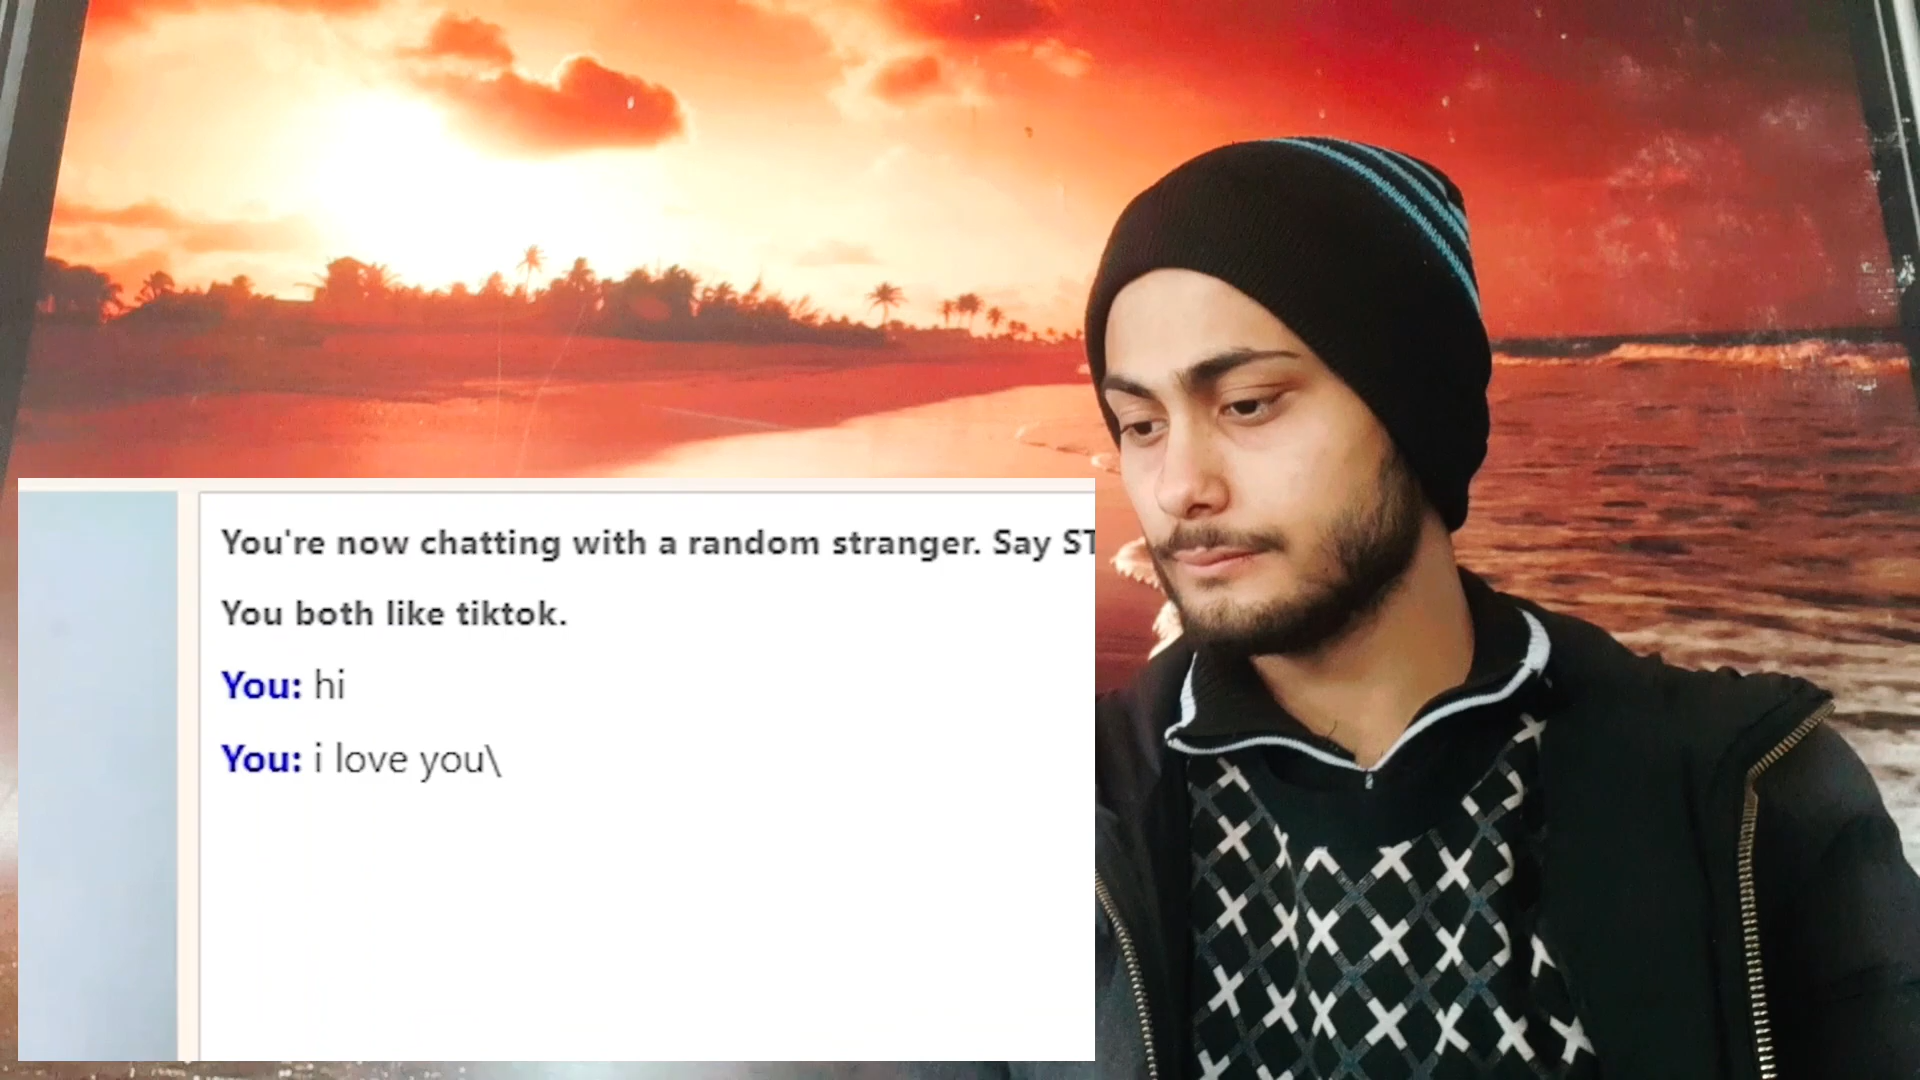 You're now chatting with a random stranger. Say
You both like tiktok.
You: hi
You: i love you\